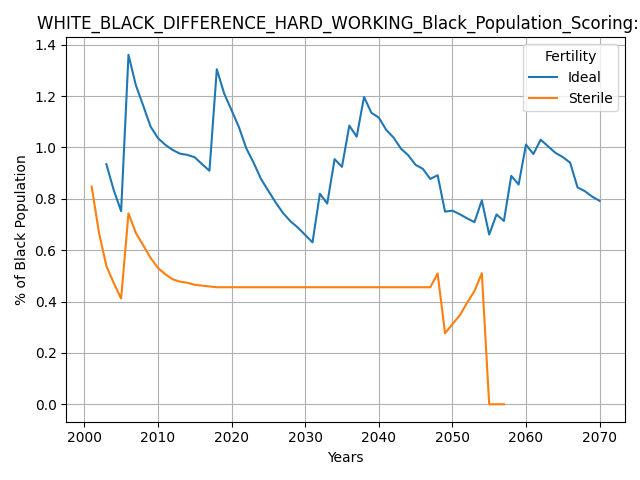 WHITE_BLACK_DIFFERENCE_HARD_WORKING_Black_Population_Scoring:
% of Black Population
1.4
1.2
1.0
0.8
0.6
0.4
0.2
0.0
Fertility
Ideal
Sterile
2000 2010 2020 2030 2040 2050 2060 2070
Years